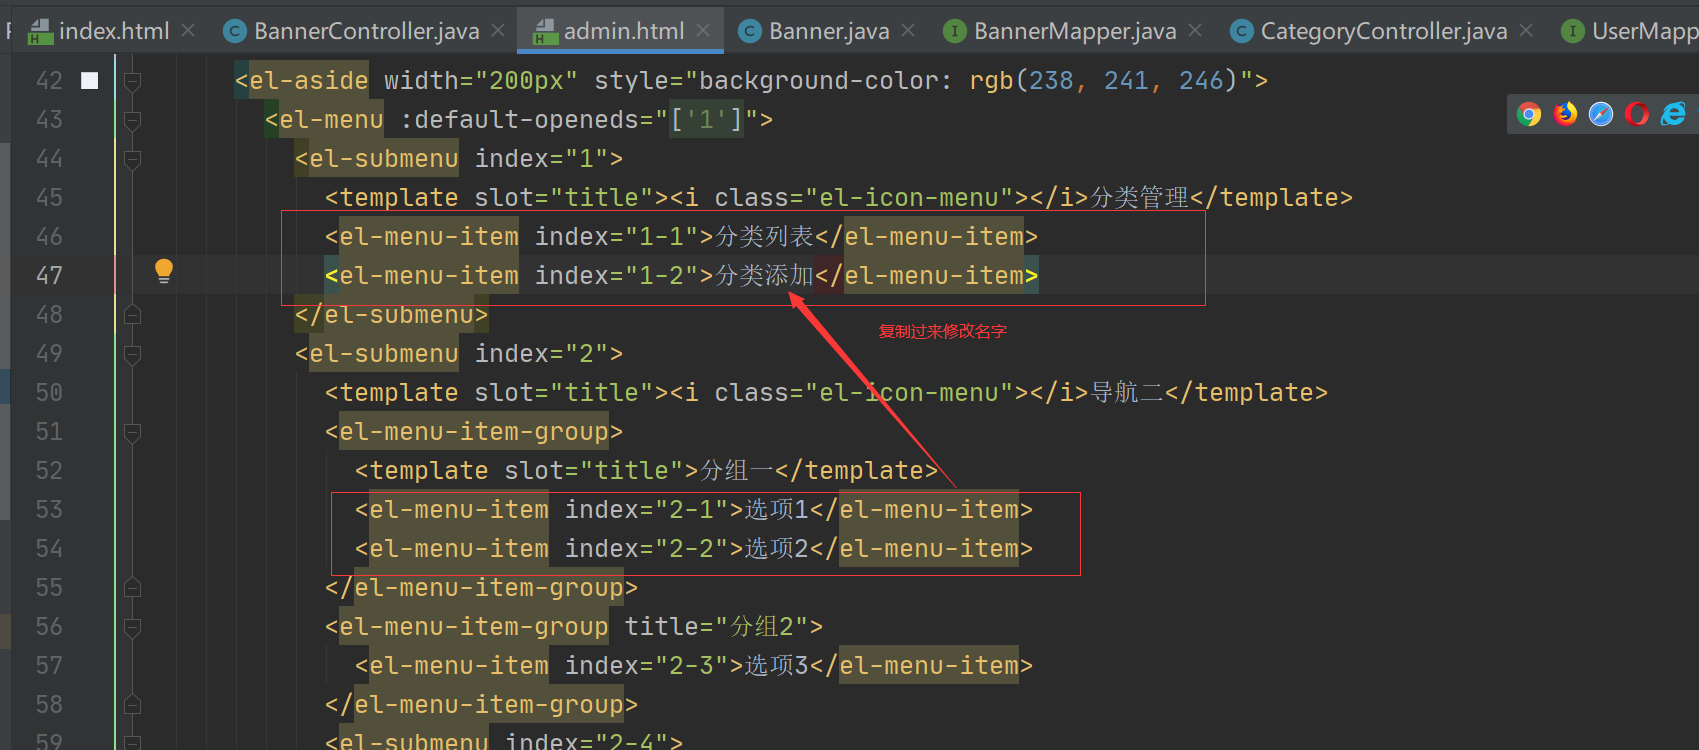 index.html BannerController.java admin.html Banner.java BannerMapper.java CategoryController.java UserMapp
42 <el-aside width="200px" style="background-color: rgb(238, 241, 246)">
43 <el-menu :default-openeds="['1']">
44 <el-submenu index="1">
45 <template slot="title"><i class="el-icon-menu"></i>分类管理</template>
46 <el-menu-item index="1-1">分类列表</el-menu-item>
47 <el-menu-item index="1-2">分类添加</el-menu-item>
48 </el-submenu>
复制过来修改名字
49 <el-submenu index="2">
50 <template slot="title"><i class="el-icon-menu"></i>导航二</template>
51 <el-menu-item-group>
52 <template slot="title">分组一</template>
53 <el-menu-item index="2-1">选项1</el-menu-item>
54 <el-menu-item index="2-2">选项2</el-menu-item>
55 </el-menu-item-group>
56 <el-menu-item-group title="分组2">
57 <el-menu-item index="2-3">选项3</el-menu-item>
58 </el-menu-item-group>
59 <el-submenu index="2-4">